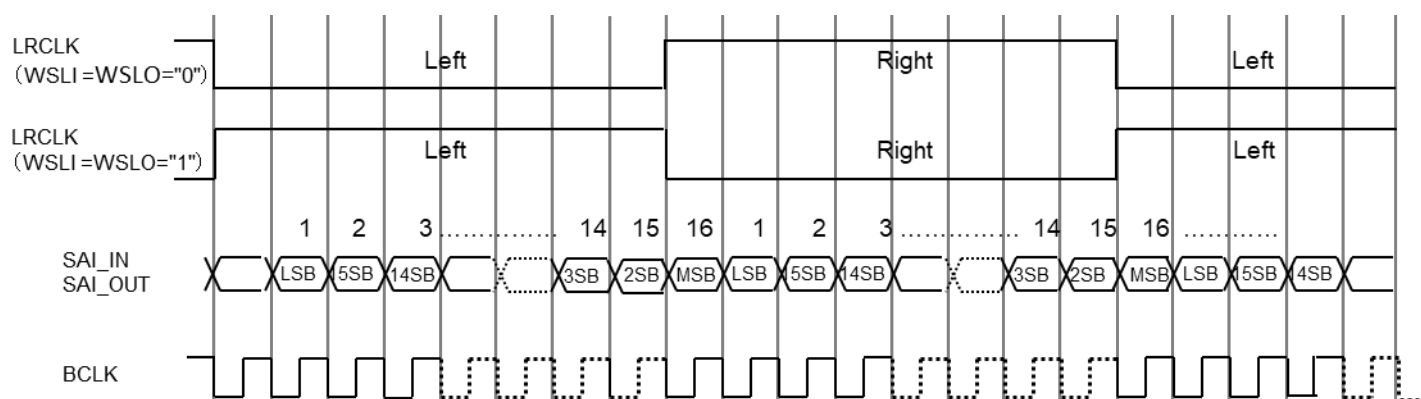 LRCLK
(WSLI=WSLO="0")
Left Right Left
LRCLK
(WSLI=WSLO="1")
Left Right Left
1 2 3 .................. 14 15 16 1 2 3 .................. 14 15 16 ..............
SAI_IN
SAI_OUT
LSB 5SB 14SB 3SB 2SB MSB LSB 5SB 14SB 3SB 2SB MSB LSB 15SB 4SB
BCLK